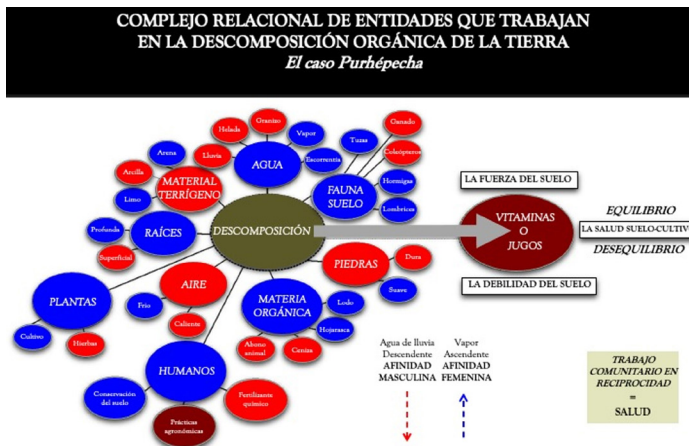 COMPLEJO RELACIONAL DE ENTIDADES QUE TRABAJAN
EN LA DESCOMPOSICIÓN ORGÁNICA DE LA TIERRA
El caso Purhépecha
Granizo
Helada
Vapor
Lluvia
Escorrentía
AGUA
Tuzas
Ganado
Coleópteros
Hormigas
Lombrices
FAUNA
SUELO
Arena
Arcilla
Limo
MATERIAL
TERRÍGENO
Profunda
Superficial
RAÍCES
DESCOMPOSICIÓN
LA FUERZA DEL SUELO
VITAMINAS
O
JUGOS
LA DEBILIDAD DEL SUELO
EQUILIBRIO
LA SALUD SUELO-CULTIVO
DESEQUILIBRIO
PIEDRAS
Dura
Suave
AIRE
Frío
Caliente
MATERIA
ORGÁNICA
Lodo
Hojarasca
Ceniza
Abono
animal
PLANTAS
Cultivo
Hierbas
HUMANOS
Conservación
del suelo
Prácticas
agronómicas
Fertilizante
químico
Agua de lluvia
Descendente
AFINIDAD
MASCULINA
Vapor
Ascendente
AFINIDAD
FEMENINA
TRABAJO
COMUNITARIO EN
RECIPROCIDAD
=
SALUD